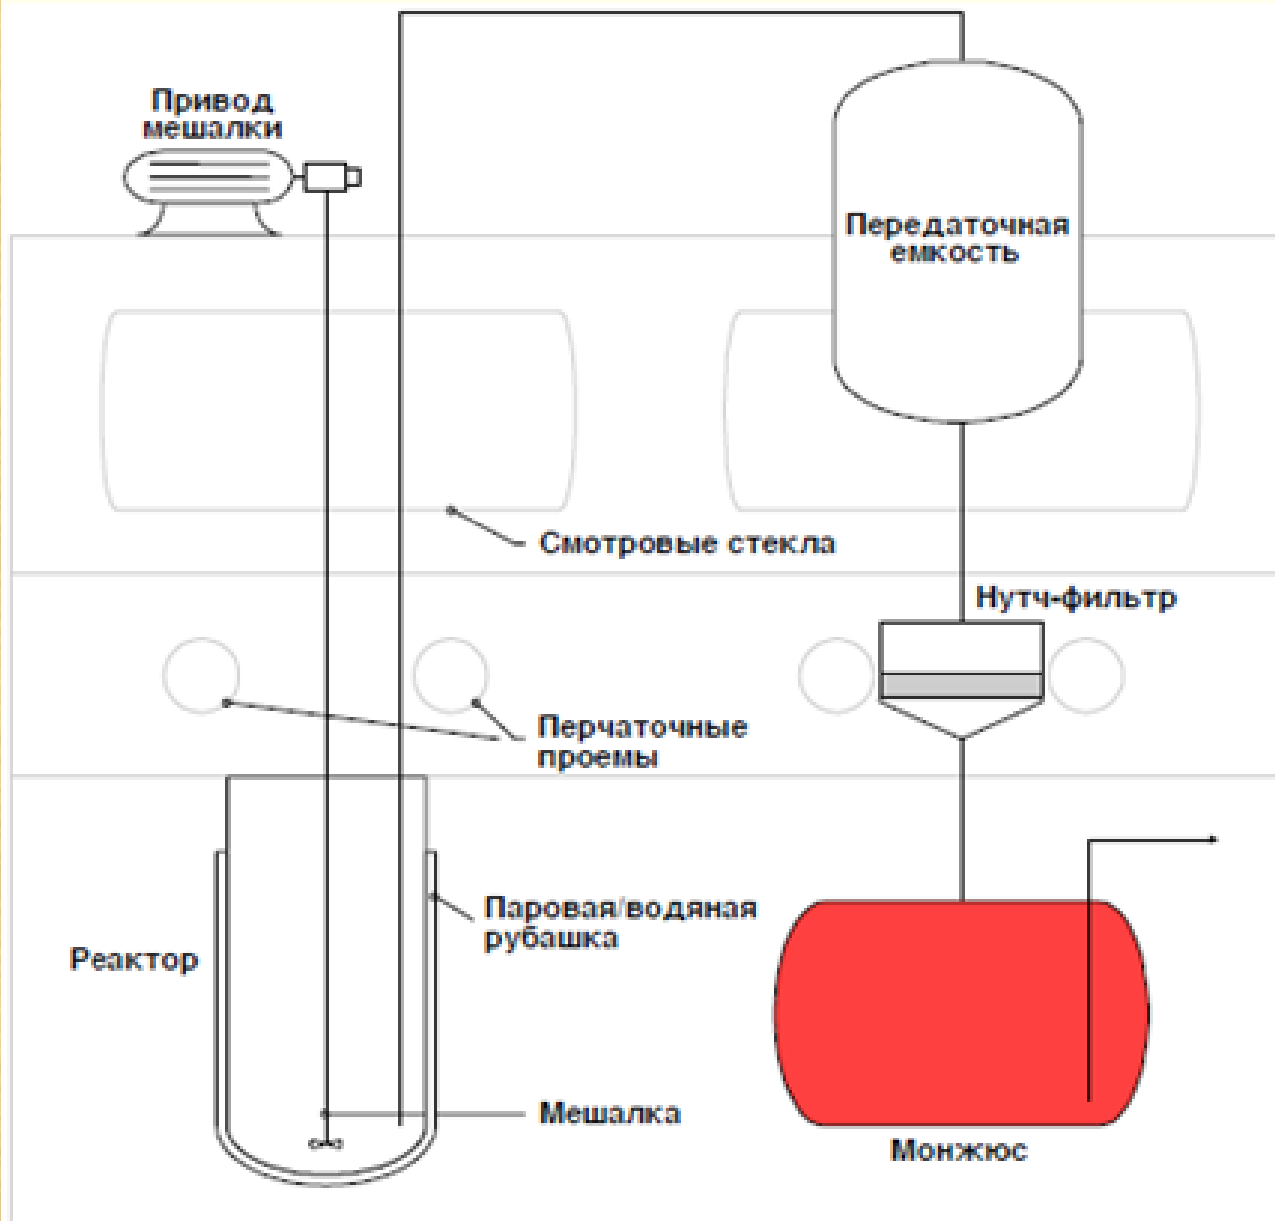 Привод
мешалки
Передаточная
емкость
Смотровые стекла
Нутч-фильтр
Перчаточные
проемы
Паровая/водяная
рубашка
Реактор
Мешалка
Монжюс